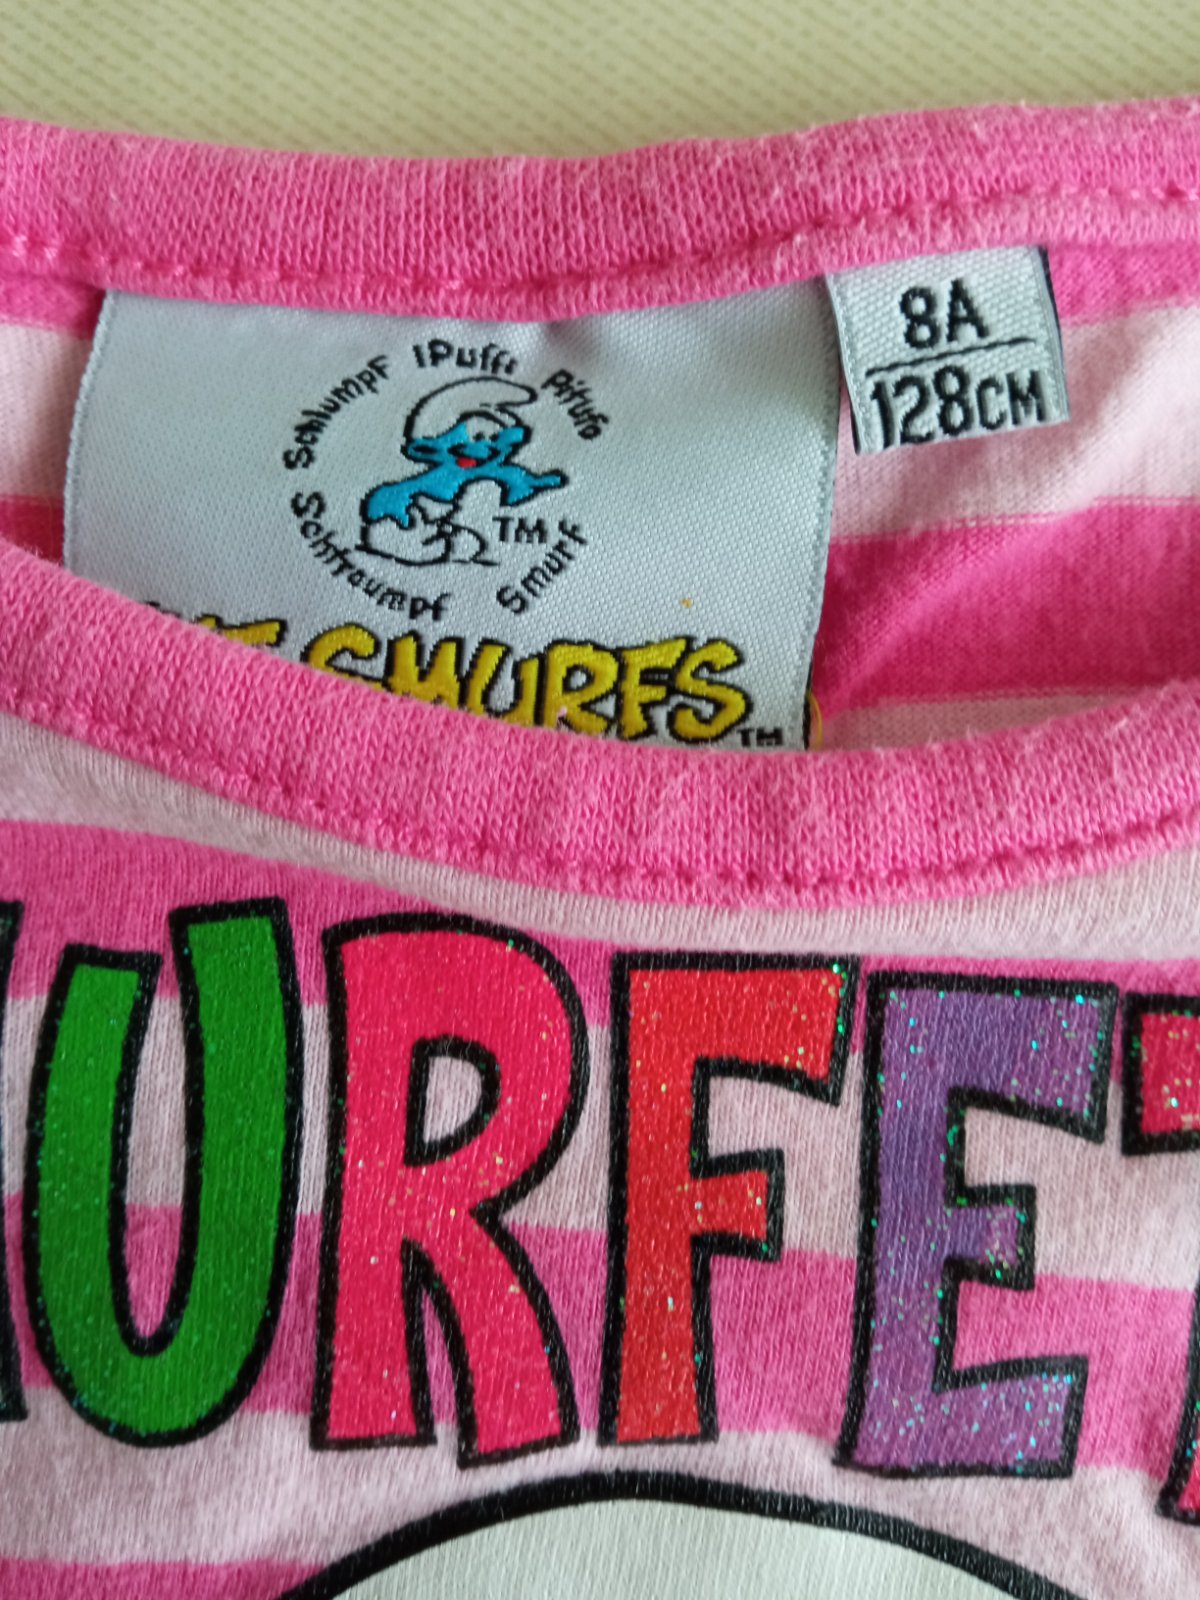 Schlumpf
I Puffi
Pitufo
Schtroumpf
Smurf
TM
SMURFS
TM
8A
128CM
URFE